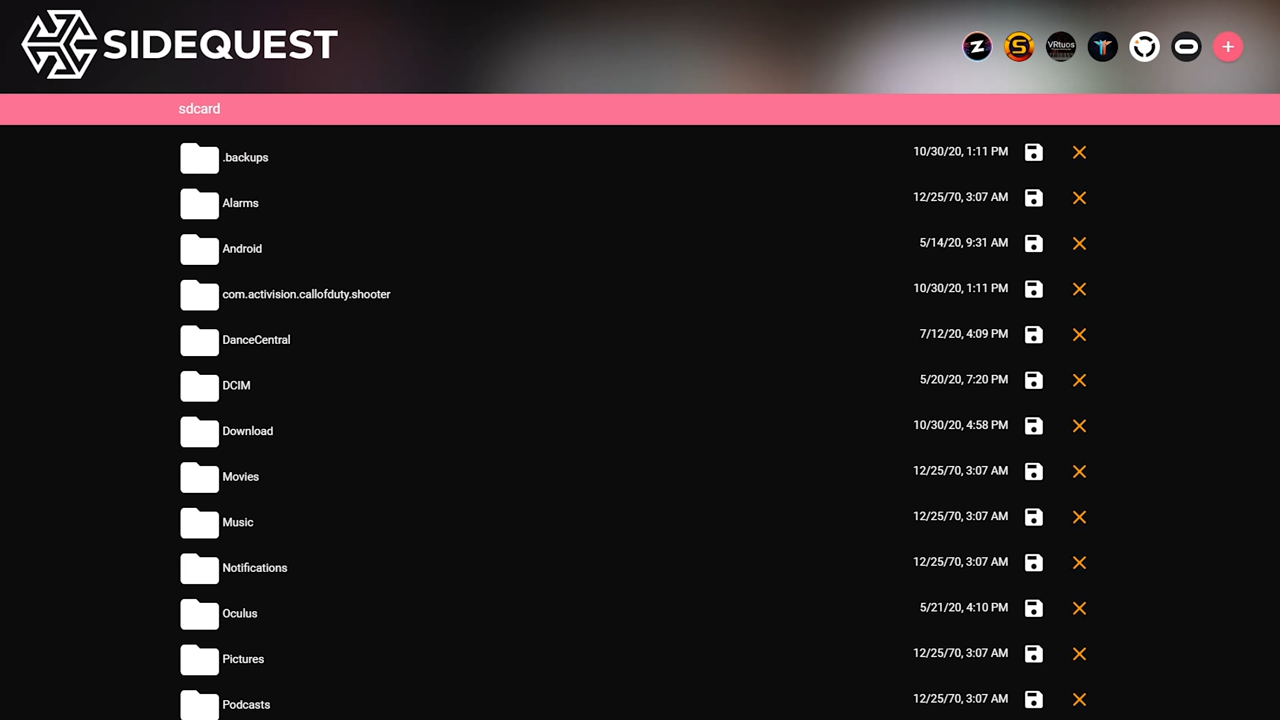 SIDEQUEST
Z
S
VRtuos
sdcard
.backups 10/30/20, 1:11 PM
Alarms 12/25/70, 3:07 AM
Android 5/14/20, 9:31 AM
com.activision.callofduty.shooter 10/30/20, 1:11 PM
DanceCentral 7/12/20, 4:09 PM
DCIM 5/20/20, 7:20 PM
Download 10/30/20, 4:58 PM
Movies 12/25/70, 3:07 AM
Music 12/25/70, 3:07 AM
Notifications 12/25/70, 3:07 AM
Oculus 5/21/20, 4:10 PM
Pictures 12/25/70, 3:07 AM
Podcasts 12/25/70, 3:07 AM